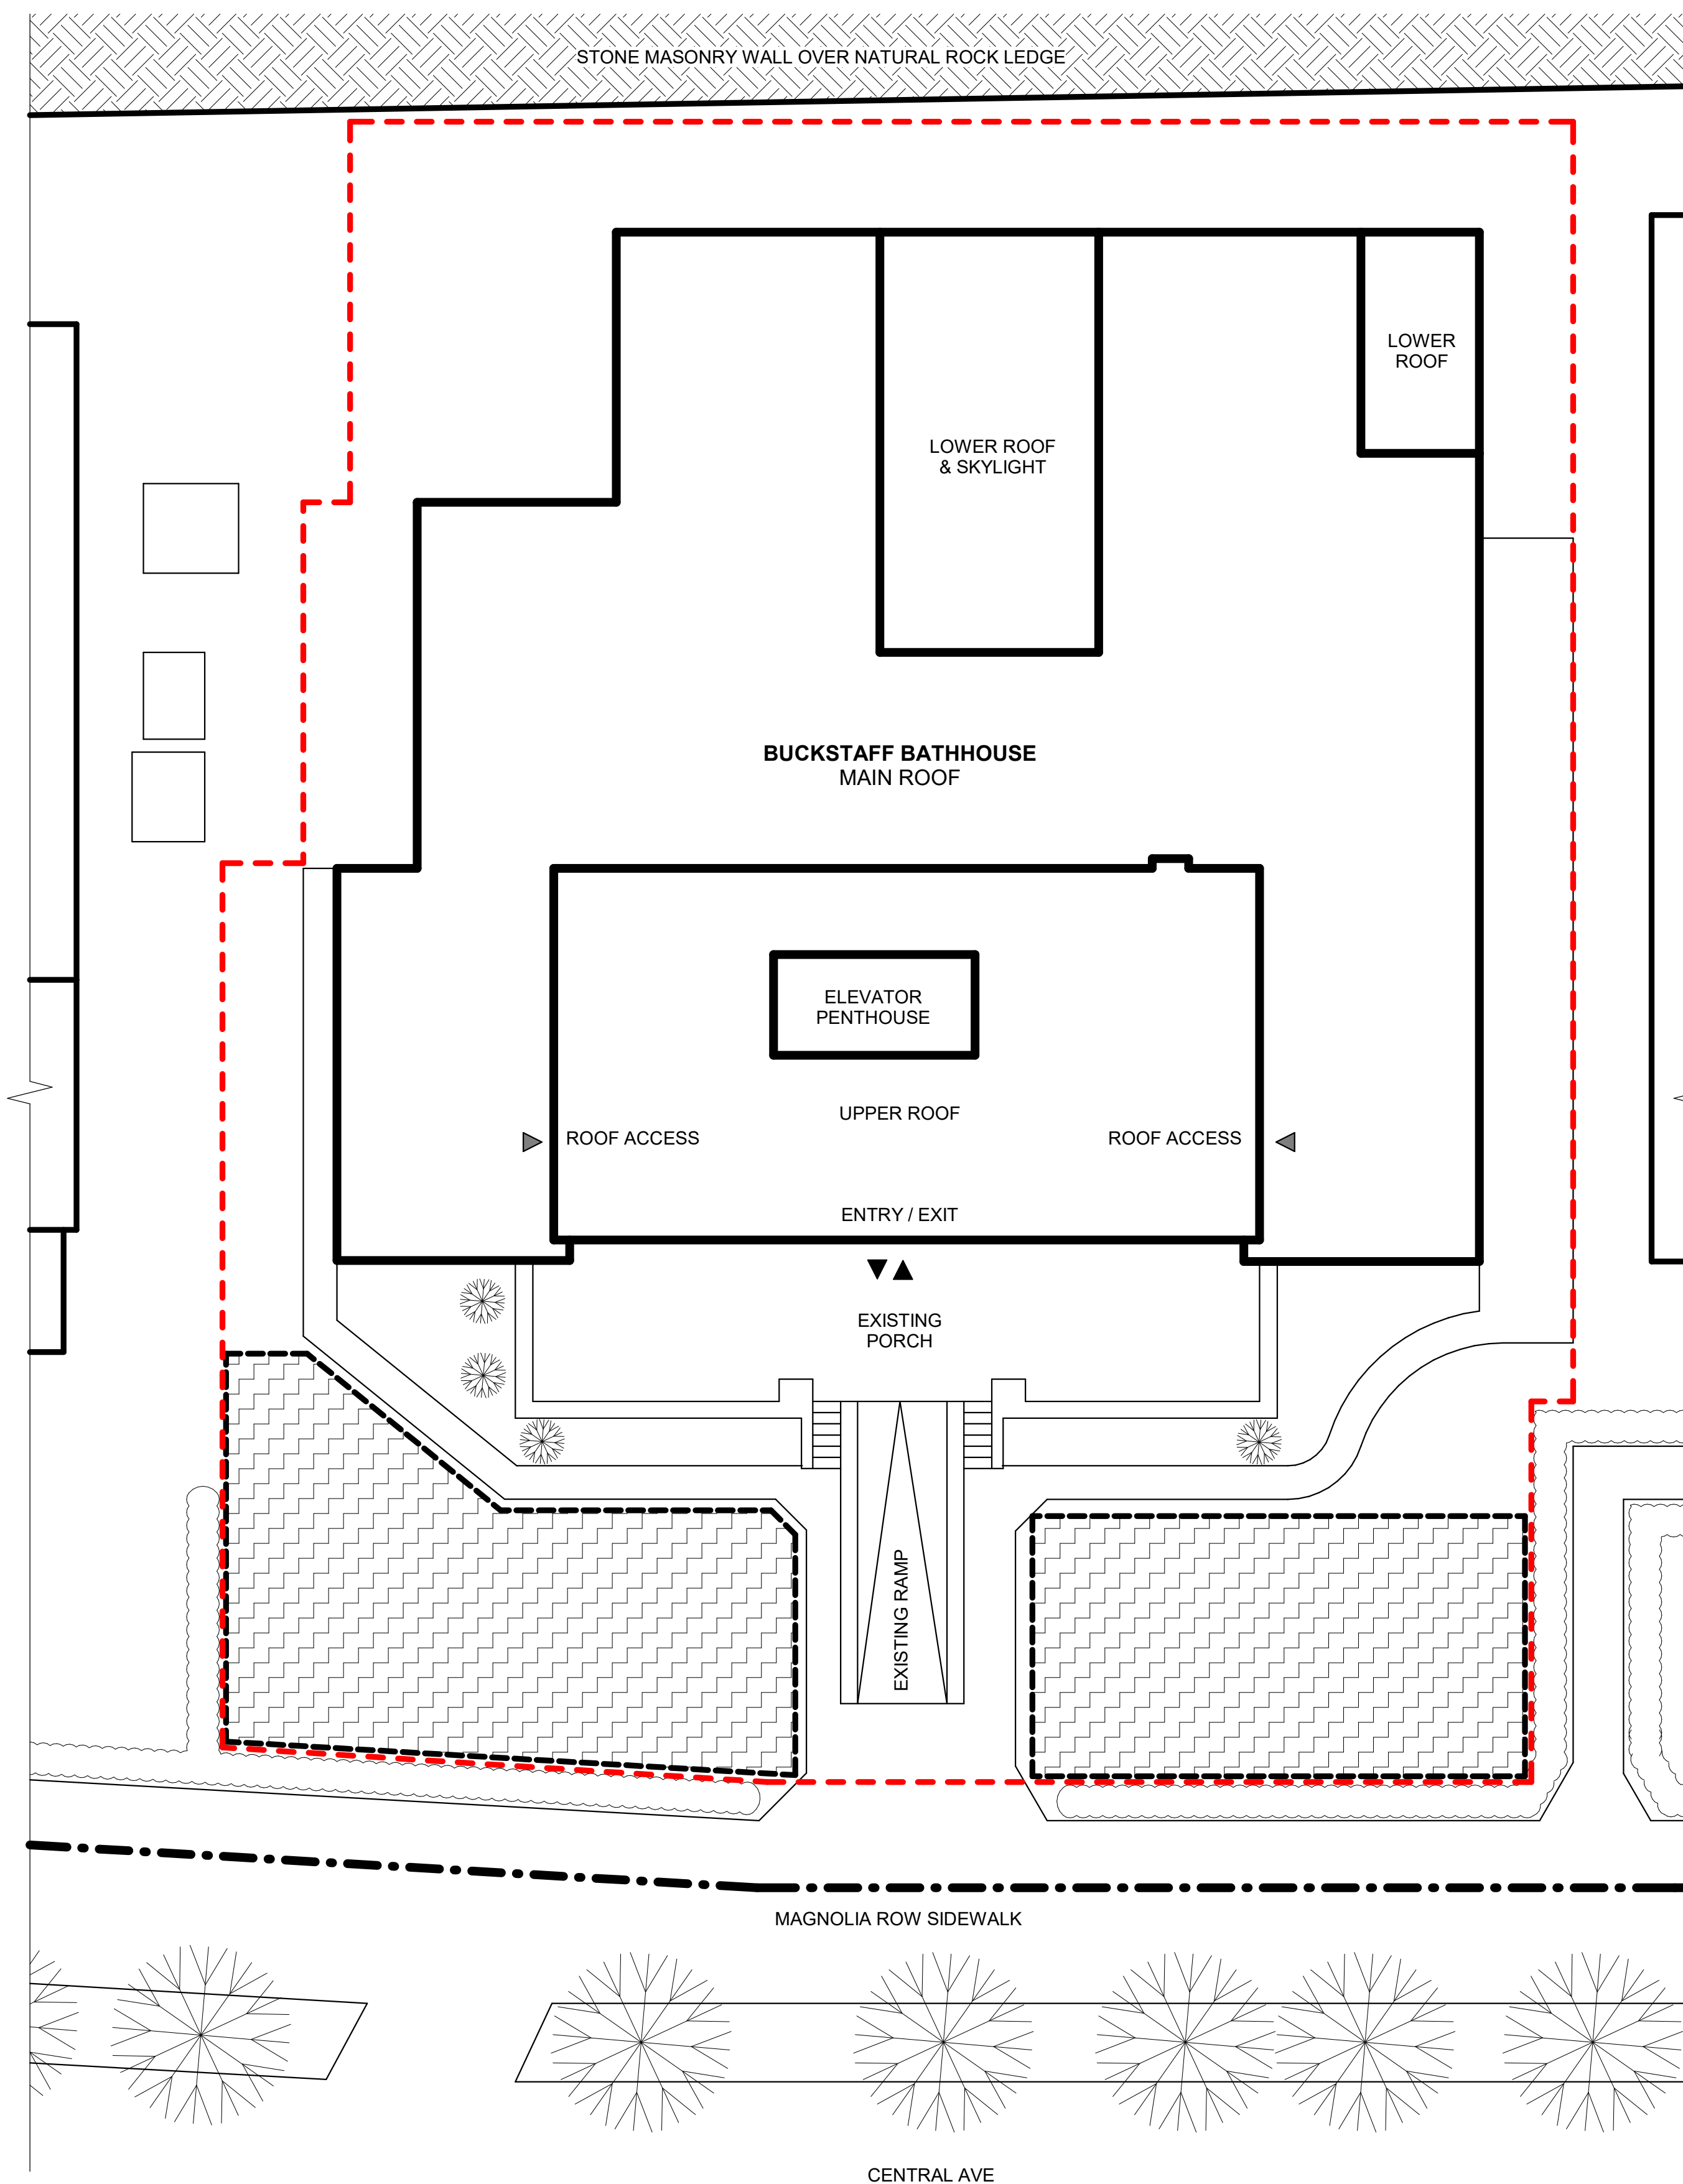 STONE MASONRY WALL OVER NATURAL ROCK LEDGE
LOWER
ROOF
LOWER ROOF
& SKYLIGHT
BUCKSTAFF BATHHOUSE
MAIN ROOF
ELEVATOR
PENTHOUSE
UPPER ROOF
ROOF ACCESS
ROOF ACCESS
ENTRY / EXIT
EXISTING
PORCH
EXISTING RAMP
MAGNOLIA ROW SIDEWALK
CENTRAL AVE